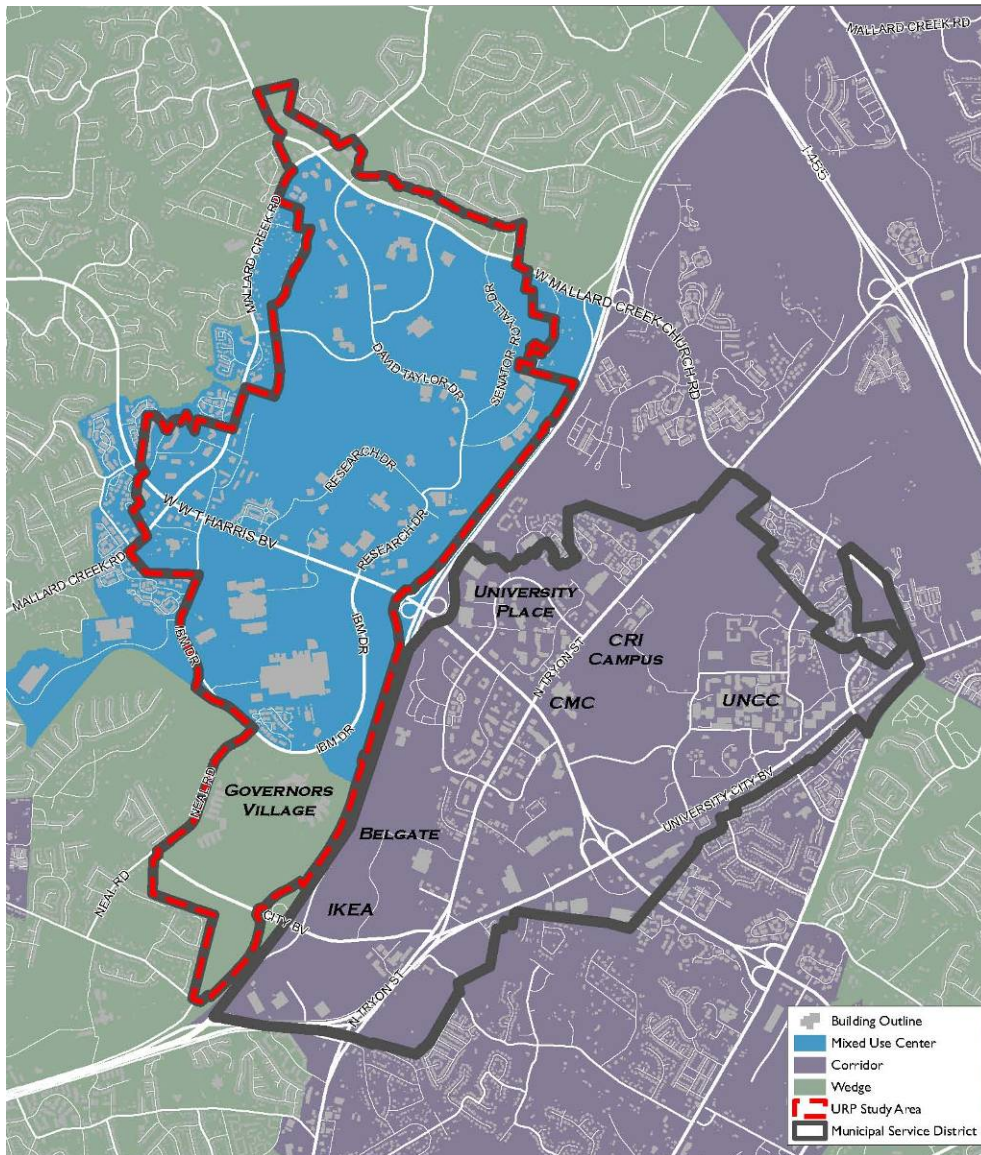 MALLARD CREEK RD
I-485
MALLARD CREEK RD
W MALLARD CREEK CHURCH RD
SENATOR ROYALL DR
DAVID TAYLOR DR
RESEARCH DR
RESEARCH DR
W W T HARRIS BV
MALLARD CREEK RD
IBM DR
IBM DR
IBM DR
UNIVERSITY
PLACE
CRI
CAMPUS
N TRYON ST
CMC
UNCC
UNIVERSITY CITY BV
NEAL RD
GOVERNORS
VILLAGE
BELGATE
NEAL RD
CITY BV
IKEA
N TRYON ST
Building Outline
Mixed Use Center
Corridor
Wedge
URP Study Area
Municipal Service District